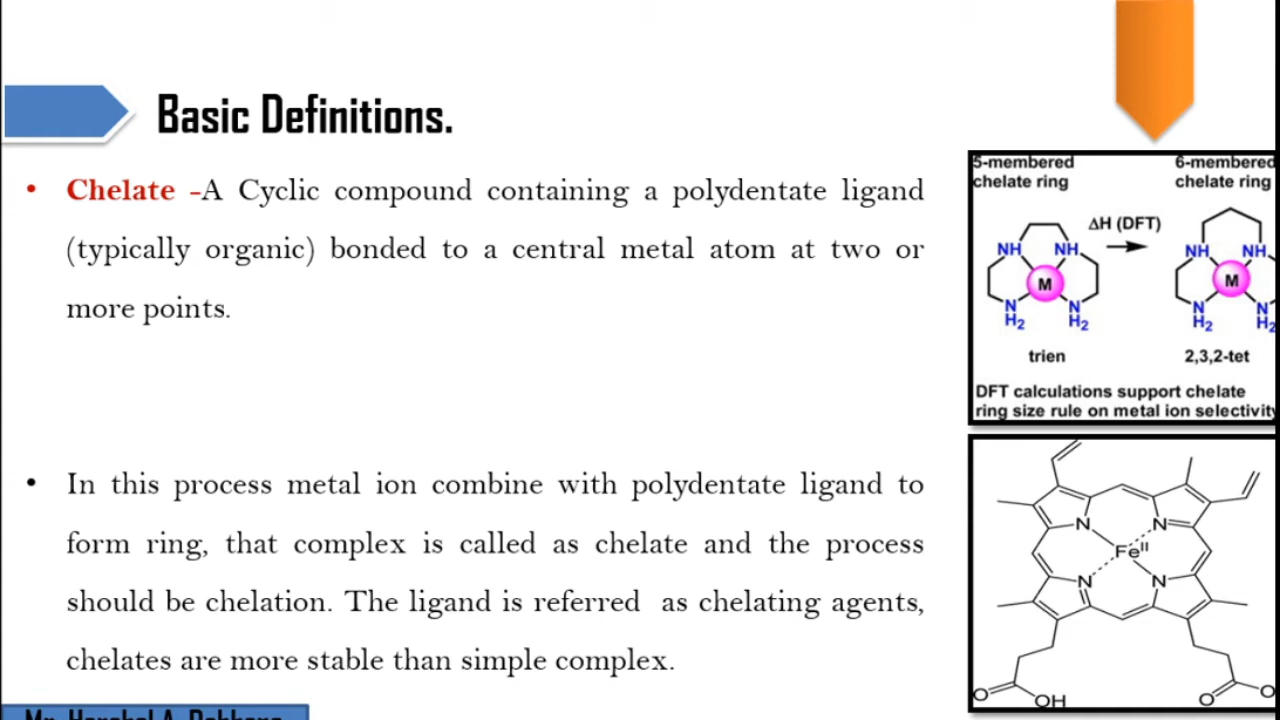 Basic Definitions.
• Chelate -A Cyclic compound containing a polydentate ligand
(typically organic) bonded to a central metal atom at two or
more points.
• In this process metal ion combine with polydentate ligand to
form ring, that complex is called as chelate and the process
should be chelation. The ligand is referred as chelating agents,
chelates are more stable than simple complex.
5-membered 6-membered
chelate ring chelate ring
ΔH (DFT)
NH NH NH NH
M M
N N N N
H2 H2 H2 H2
trien 2,3,2-tet
DFT calculations support chelate
ring size rule on metal ion selectivity
N N
FeII
N N
O OH O O